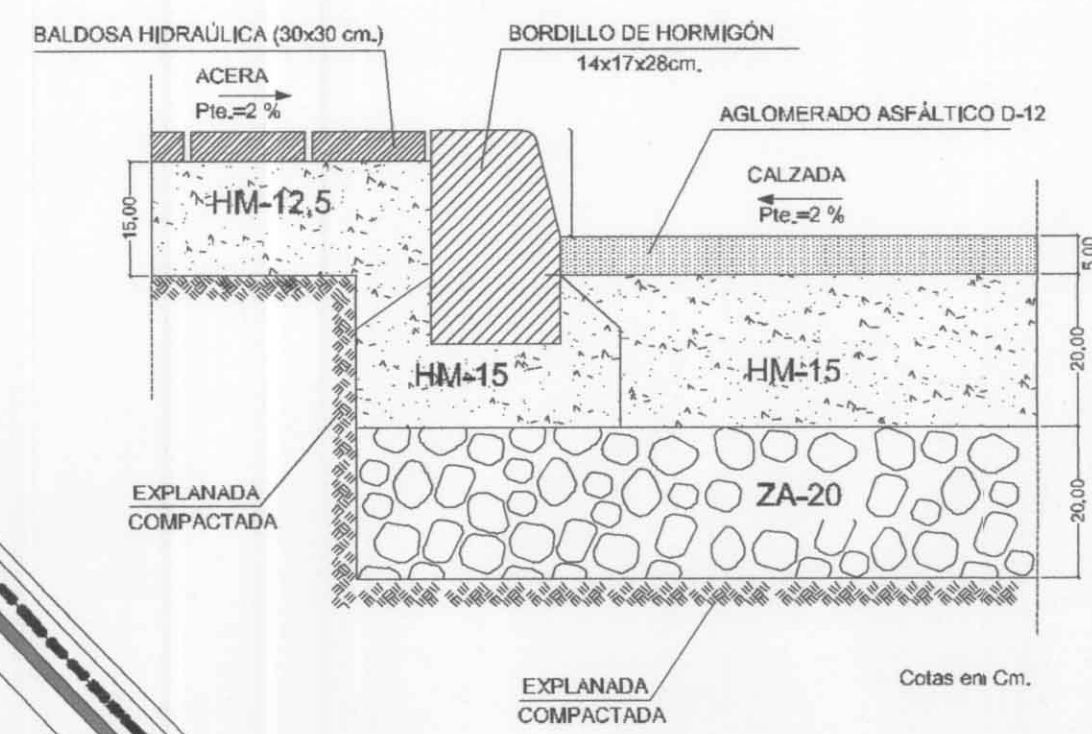 BALDOSA HIDRAÚLICA (30x30 cm.)
BORDILLO DE HORMIGÓN
14x17x28cm.
ACERA
Pte.=2 %
AGLOMERADO ASFÁLTICO D-12
CALZADA
Pte.=2 %
15,00
HM-12,5
5,00
HM-15
HM-15
20,00
ZA-20
20,00
EXPLANADA
COMPACTADA
EXPLANADA
COMPACTADA
Cotas en Cm.